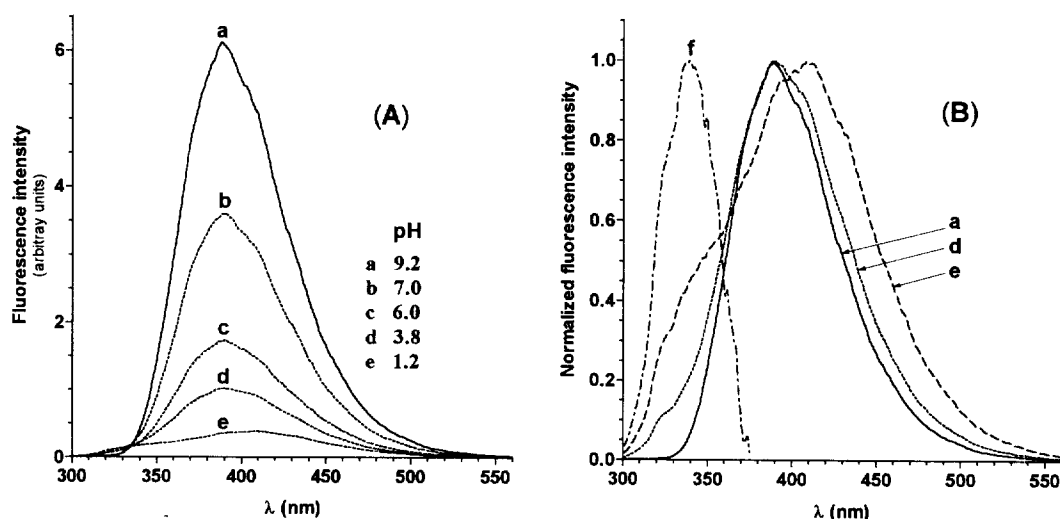 Fluorescence intensity
(arbitray units)
6
4
2
0
300
350
400
450
500
550
λ (nm)
a
b
c
d
e
(A)
pH
a 9.2
b 7.0
c 6.0
d 3.8
e 1.2
Normalized fluorescence intensity
1.0
0.8
0.6
0.4
0.2
0.0
300
350
400
450
500
550
λ (nm)
f
(B)
a
d
e